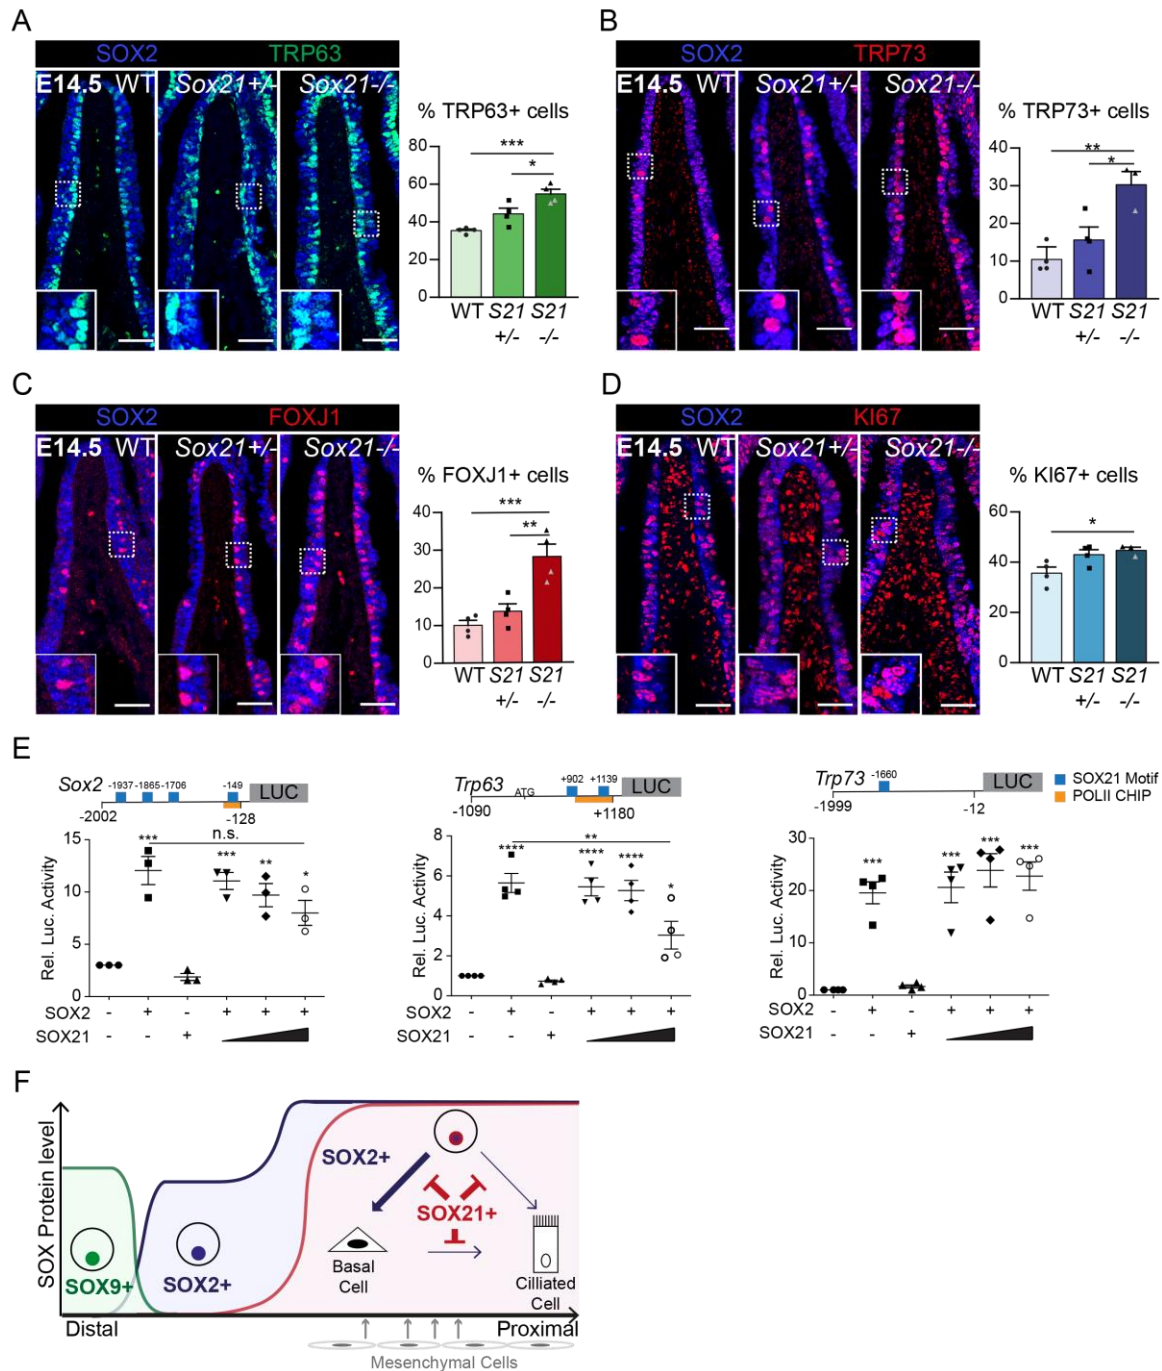 A
SOX2 TRP63
E14.5 WT Sox21+/- Sox21-/-
% TRP63+ cells
80
60
40
20
0
***
*
WT S21 S21
+/- -/-
B
SOX2 TRP73
E14.5 WT Sox21+/- Sox21-/-
% TRP73+ cells
40
30
20
10
0
**
*
WT S21 S21
+/- -/-
C
SOX2 FOXJ1
E14.5 WT Sox21+/- Sox21-/-
% FOXJ1+ cells
40
30
20
10
0
***
**
WT S21 S21
+/- -/-
D
SOX2 KI67
E14.5 WT Sox21+/- Sox21-/-
% KI67+ cells
60
40
20
0
*
WT S21 S21
+/- -/-
E
Sox2 -1937 -1865 -1706 -149 LUC
-2002 -128
n.s.
15
10
5
0
Rel. Luc. Activity
*** *** ** *
SOX2 - + - + + +
SOX21 - - +
Trp63 ATG +902 +1139 LUC
-1090 +1180
**
8
6
4
2
0
Rel. Luc. Activity
**** **** **** *
SOX2 - + - + + +
SOX21 - - +
Trp73 -1660 LUC
-1999 -12
30
20
10
0
Rel. Luc. Activity
*** *** *** ***
SOX2 - + - + + +
SOX21 - - +
SOX21 Motif
POLII CHIP
F
SOX Protein level
SOX9+
SOX2+
SOX2+
SOX21+
Basal
Cell
Cilliated
Cell
Distal Proximal
Mesenchymal Cells